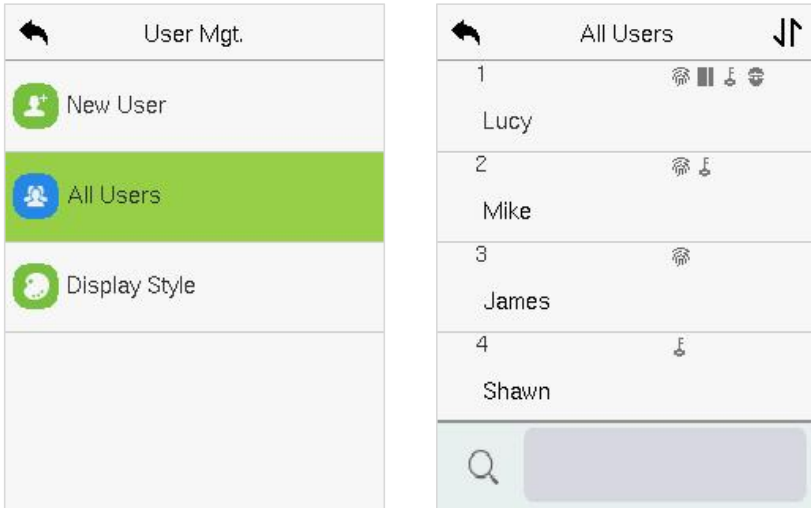 User Mgt.
New User
All Users
Display Style
All Users
1
Lucy
2
Mike
3
James
4
Shawn